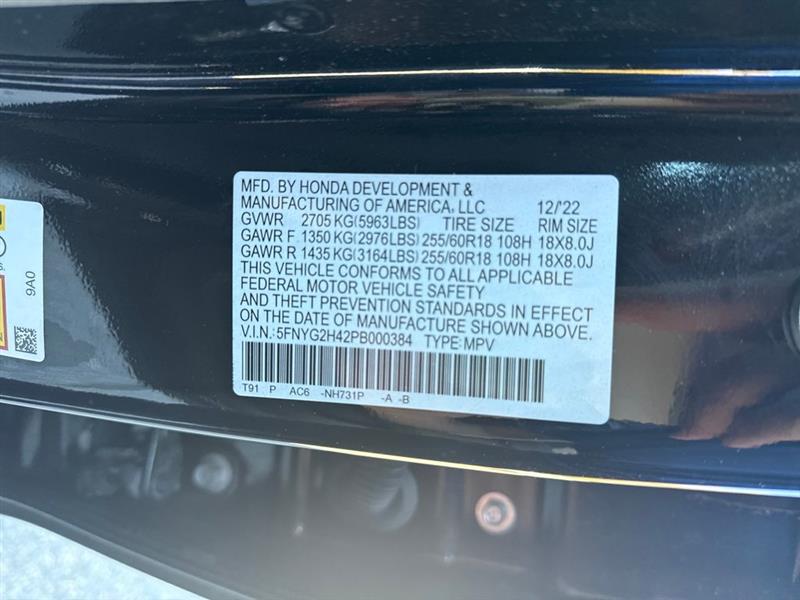 MFD. BY HONDA DEVELOPMENT &
MANUFACTURING OF AMERICA, LLC 12/22
GVWR 2705 KG(5963LBS) TIRE SIZE RIM SIZE
GAWR F 1350 KG(2976LBS) 255/60R18 108H 18X8.0J
GAWR R 1435 KG(3164LBS) 255/60R18 108H 18X8.0J
THIS VEHICLE CONFORMS TO ALL APPLICABLE
FEDERAL MOTOR VEHICLE SAFETY
AND THEFT PREVENTION STANDARDS IN EFFECT
ON THE DATE OF MANUFACTURE SHOWN ABOVE.
V.I.N.:5FNYG2H42PB000384 TYPE:MPV
T91 P AC6 -NH731P -A -B
9A0